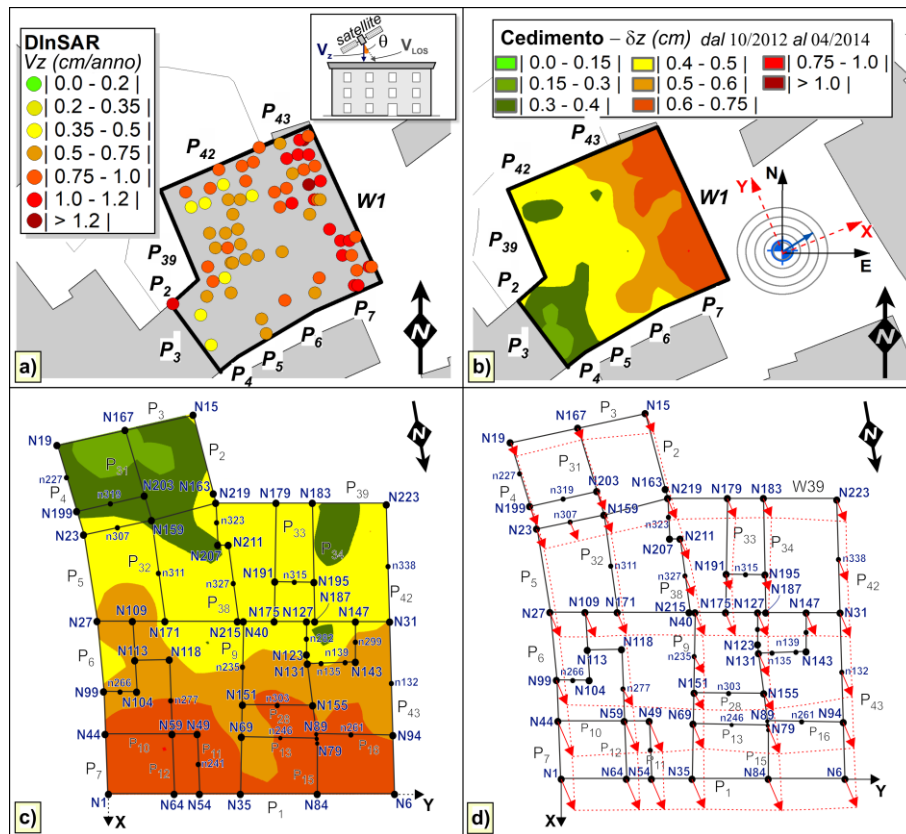 DInSAR
Vz (cm/anno)
| 0.0 - 0.2 |
| 0.2 - 0.35 |
| 0.35 - 0.5 |
| 0.5 - 0.75 |
| 0.75 - 1.0 |
| 1.0 - 1.2 |
| > 1.2 |
satellite
θ
Vz
VLOS
P43
P42
W1
P39
P2
P3
P7
P6
P5
P4
N
a)
Cedimento – δz (cm) dal 10/2012 al 04/2014
| 0.0 - 0.15 |
| 0.15 - 0.3 |
| 0.3 - 0.4 |
| 0.4 - 0.5 |
| 0.5 - 0.6 |
| 0.6 - 0.75 |
| 0.75 - 1.0 |
| > 1.0 |
P43
P42
W1
P39
P2
P3
P7
P6
P5
P4
N
Y
X
E
N
b)
N15
N167
P3
N19
P31
P2
n227
P4
n319
N203
N163
N219
N179
N183
P39
N223
N199
N23
n307
N159
n323
P33
P34
N207
N211
P32
n311
n327
N191
n315
N195
n338
P5
P38
N187
P42
N27
N109
N171
N215
N40
N175
N127
N147
N31
P9
n299
N113
N118
N123
n139
P6
n235
N131
n135
N143
n132
n266
N99
N104
n277
N151
n303
N155
P28
P43
N44
N59
N49
N69
n246
N89
n261
N94
P10
P11
P13
N79
P16
P12
n241
P7
P15
N1
N64
N54
N35
P1
N84
N6
Y
X
N
c)
N15
N167
P3
N19
P31
P2
n227
P4
n319
N203
N163
N219
N179
N183
W39
N223
N199
N23
n307
N159
n323
P33
P34
N207
N211
P32
n311
n327
N191
n315
N195
n338
P5
P38
N187
P42
N27
N109
N171
N215
N40
N175
N127
N147
N31
P9
N113
N118
N123
n139
P6
n235
N131
n135
N143
n132
n266
N99
N104
n277
N151
n303
N155
P28
P43
N44
N59
N49
N69
n246
N89
n261
N94
P10
P13
N79
P16
P12
P11
P7
P15
N1
N64
N54
N35
P1
N84
N6
Y
X
N
d)